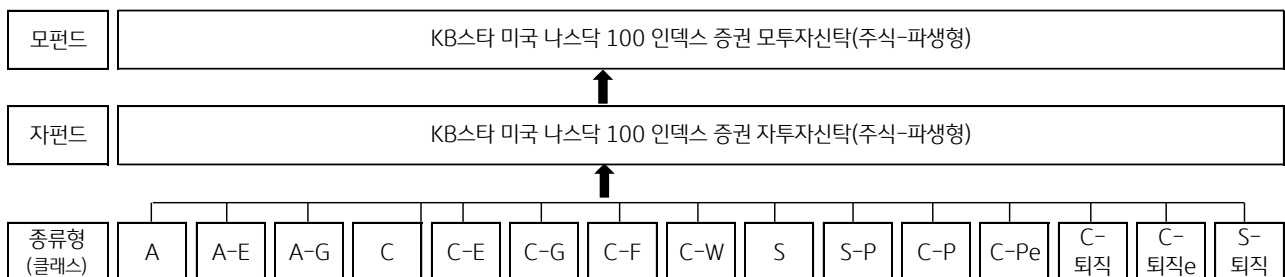 모펀드
KB스타 미국 나스닥 100 인덱스 증권 모투자신탁(주식-파생형)
자펀드
KB스타 미국 나스닥 100 인덱스 증권 자투자신탁(주식-파생형)
종류형
(클래스)
A
A-E
A-G
C
C-E
C-G
C-F
C-W
S
S-P
C-P
C-Pe
C-
퇴직
C-
퇴직e
S-
퇴직